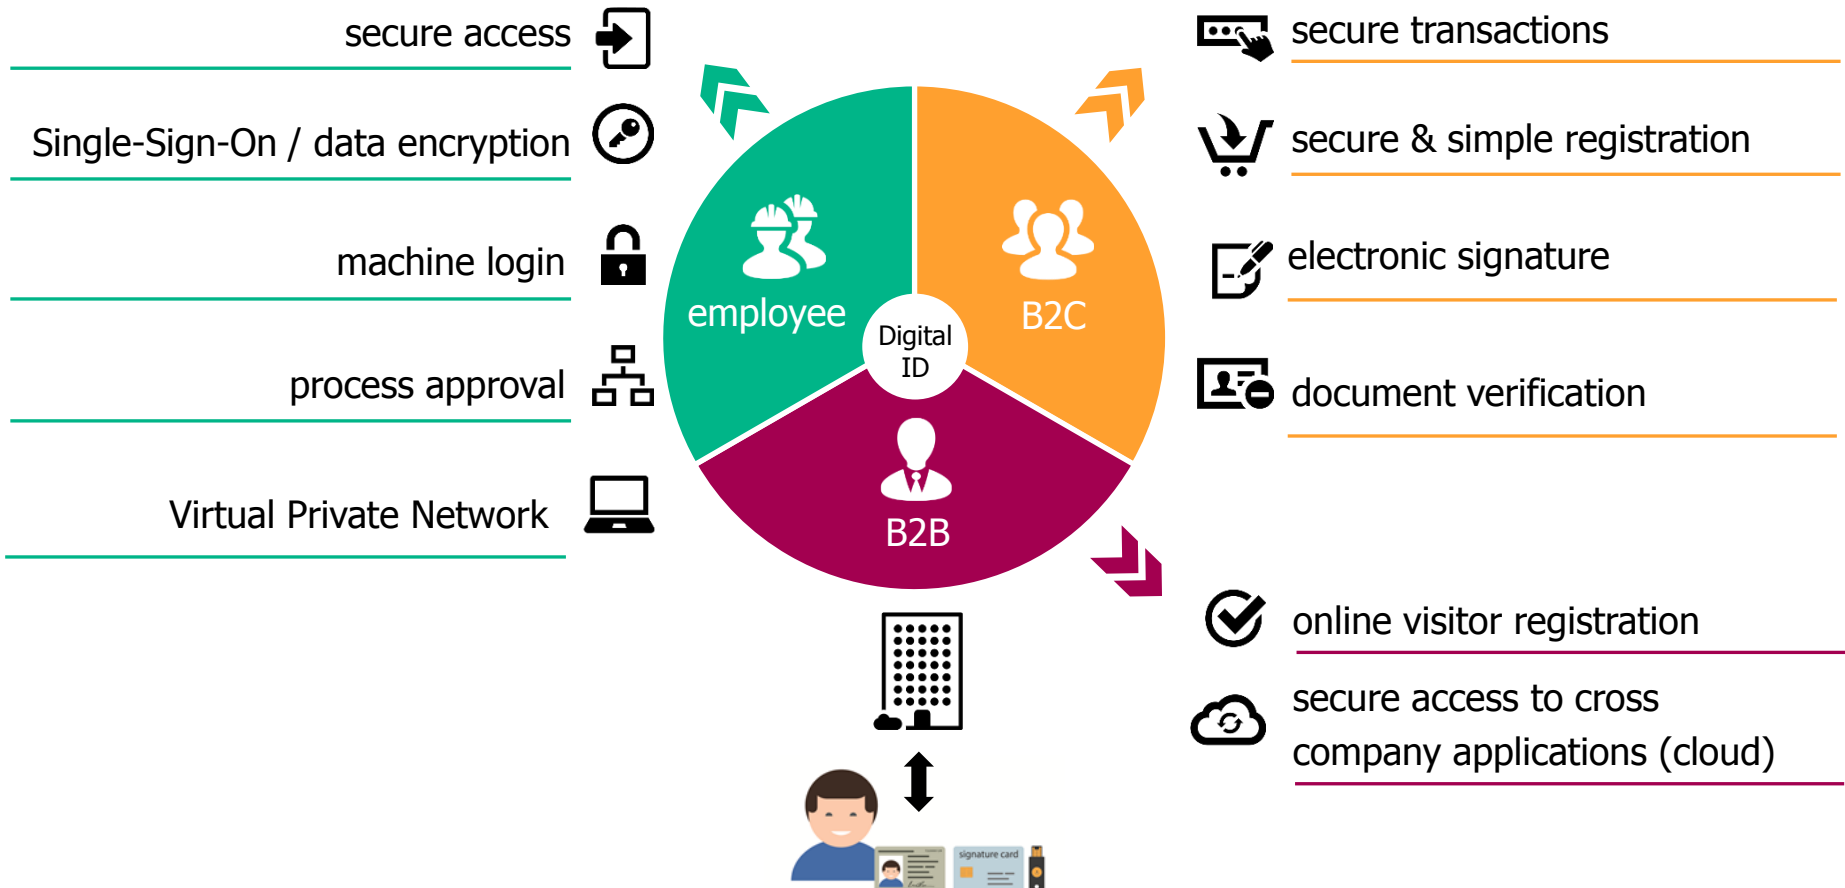 secure access
Single-Sign-On / data encryption
machine login
process approval
Virtual Private Network
employee
B2C
Digital
ID
B2B
secure transactions
secure & simple registration
electronic signature
document verification
online visitor registration
secure access to cross
company applications (cloud)
signature card